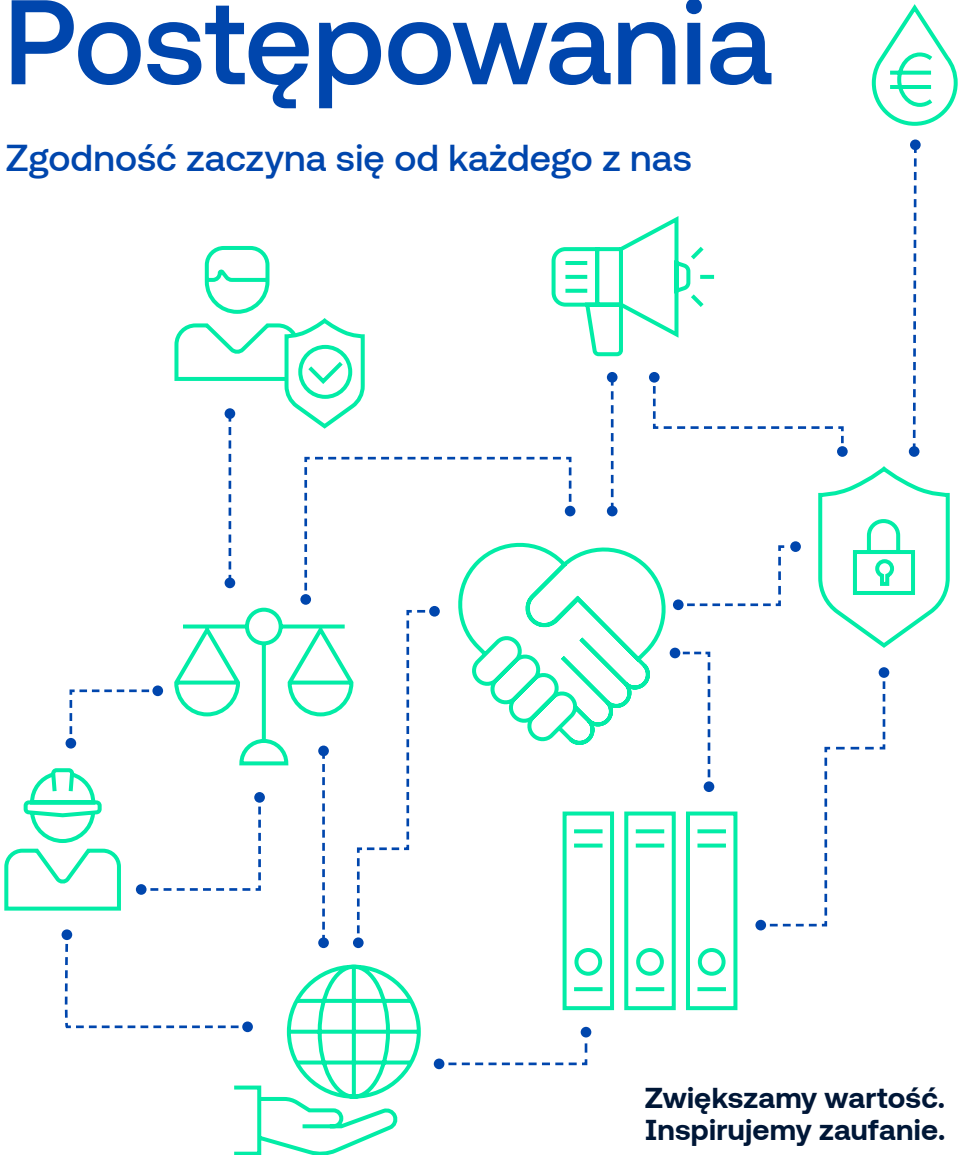 Postępowania
€
Zgodność zaczyna się od każdego z nas
Zwiększamy wartość.
Inspirujemy zaufanie.